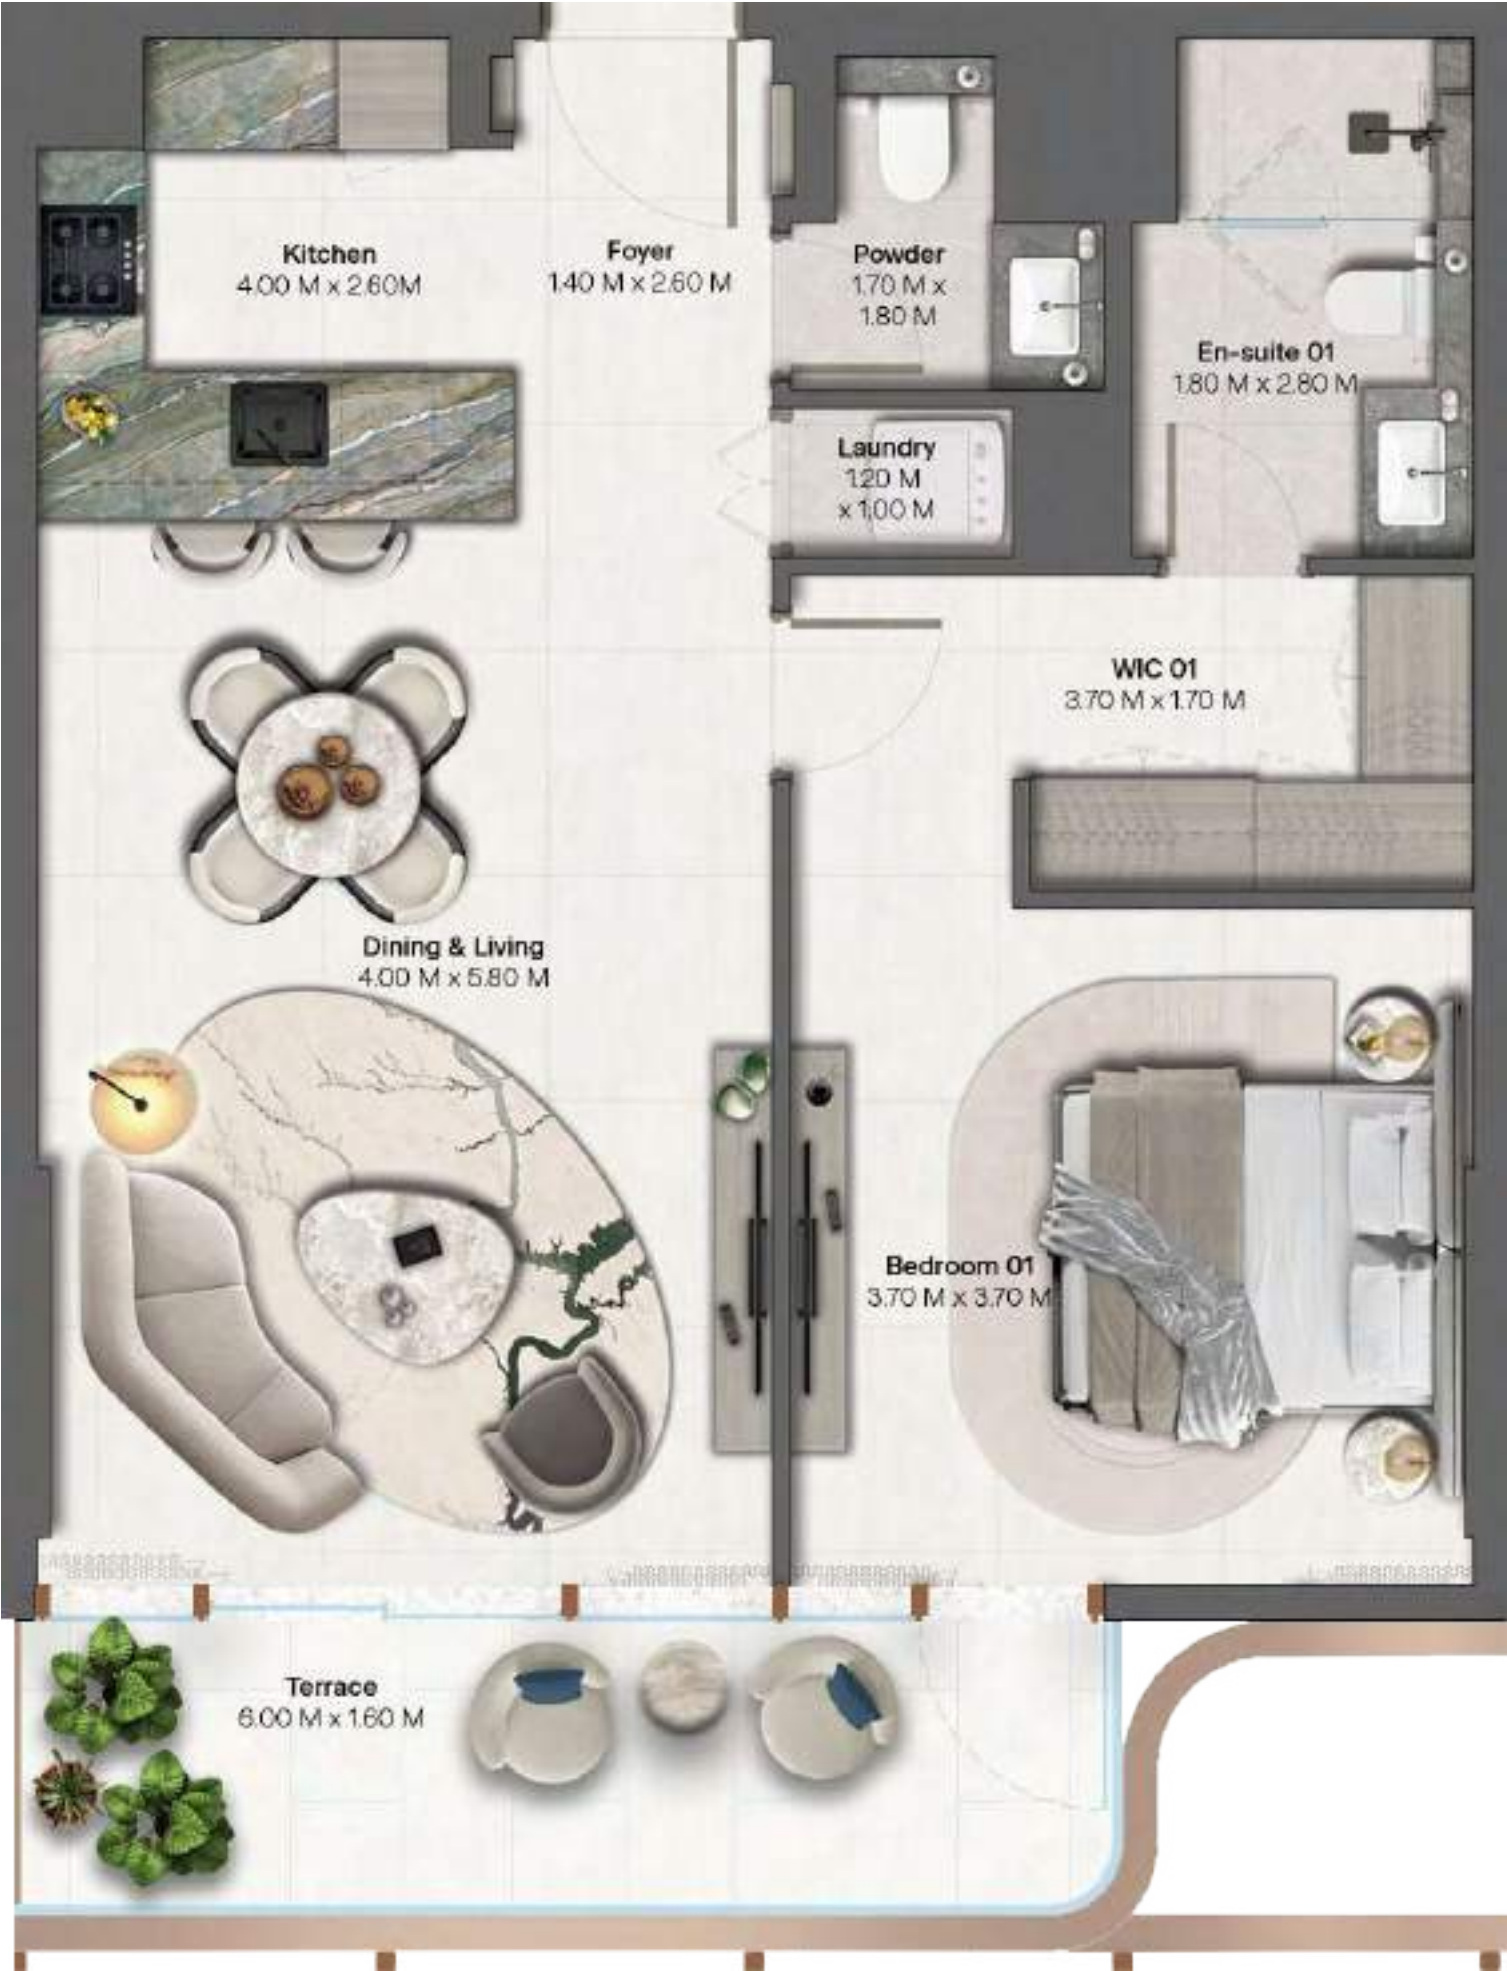 Kitchen
4.00 M x 2.60M
Foyer
1.40 M x 2.60 M
Powder
1.70 M x
1.80 M
En-suite 01
1.80 M x 2.80 M
Laundry
1.20 M
x 1.00 M
WIC 01
3.70 M x 1.70 M
Dining & Living
4.00 M x 5.80 M
Bedroom 01
3.70 M x 3.70 M
Terrace
6.00 M x 1.60 M